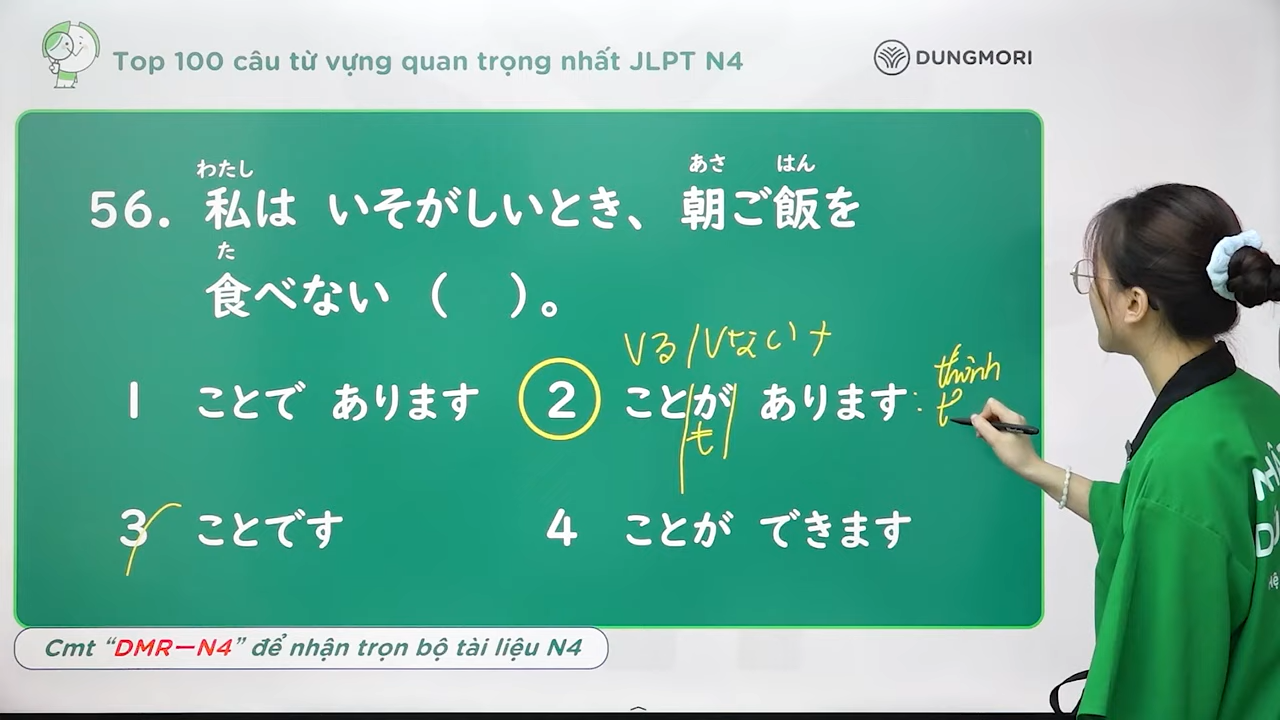 Top 100 câu từ vựng quan trọng nhất JLPT N4
DUNGMORI
わたし あさ はん
56. 私は いそがしいとき、 朝ご飯を
た
食べない ( )。
Vる/Vない+
1 ことで あります
2 ことが あります:
thỉnh
も
3 ことです
4 ことが できます
Cmt “DMR–N4” để nhận trọn bộ tài liệu N4